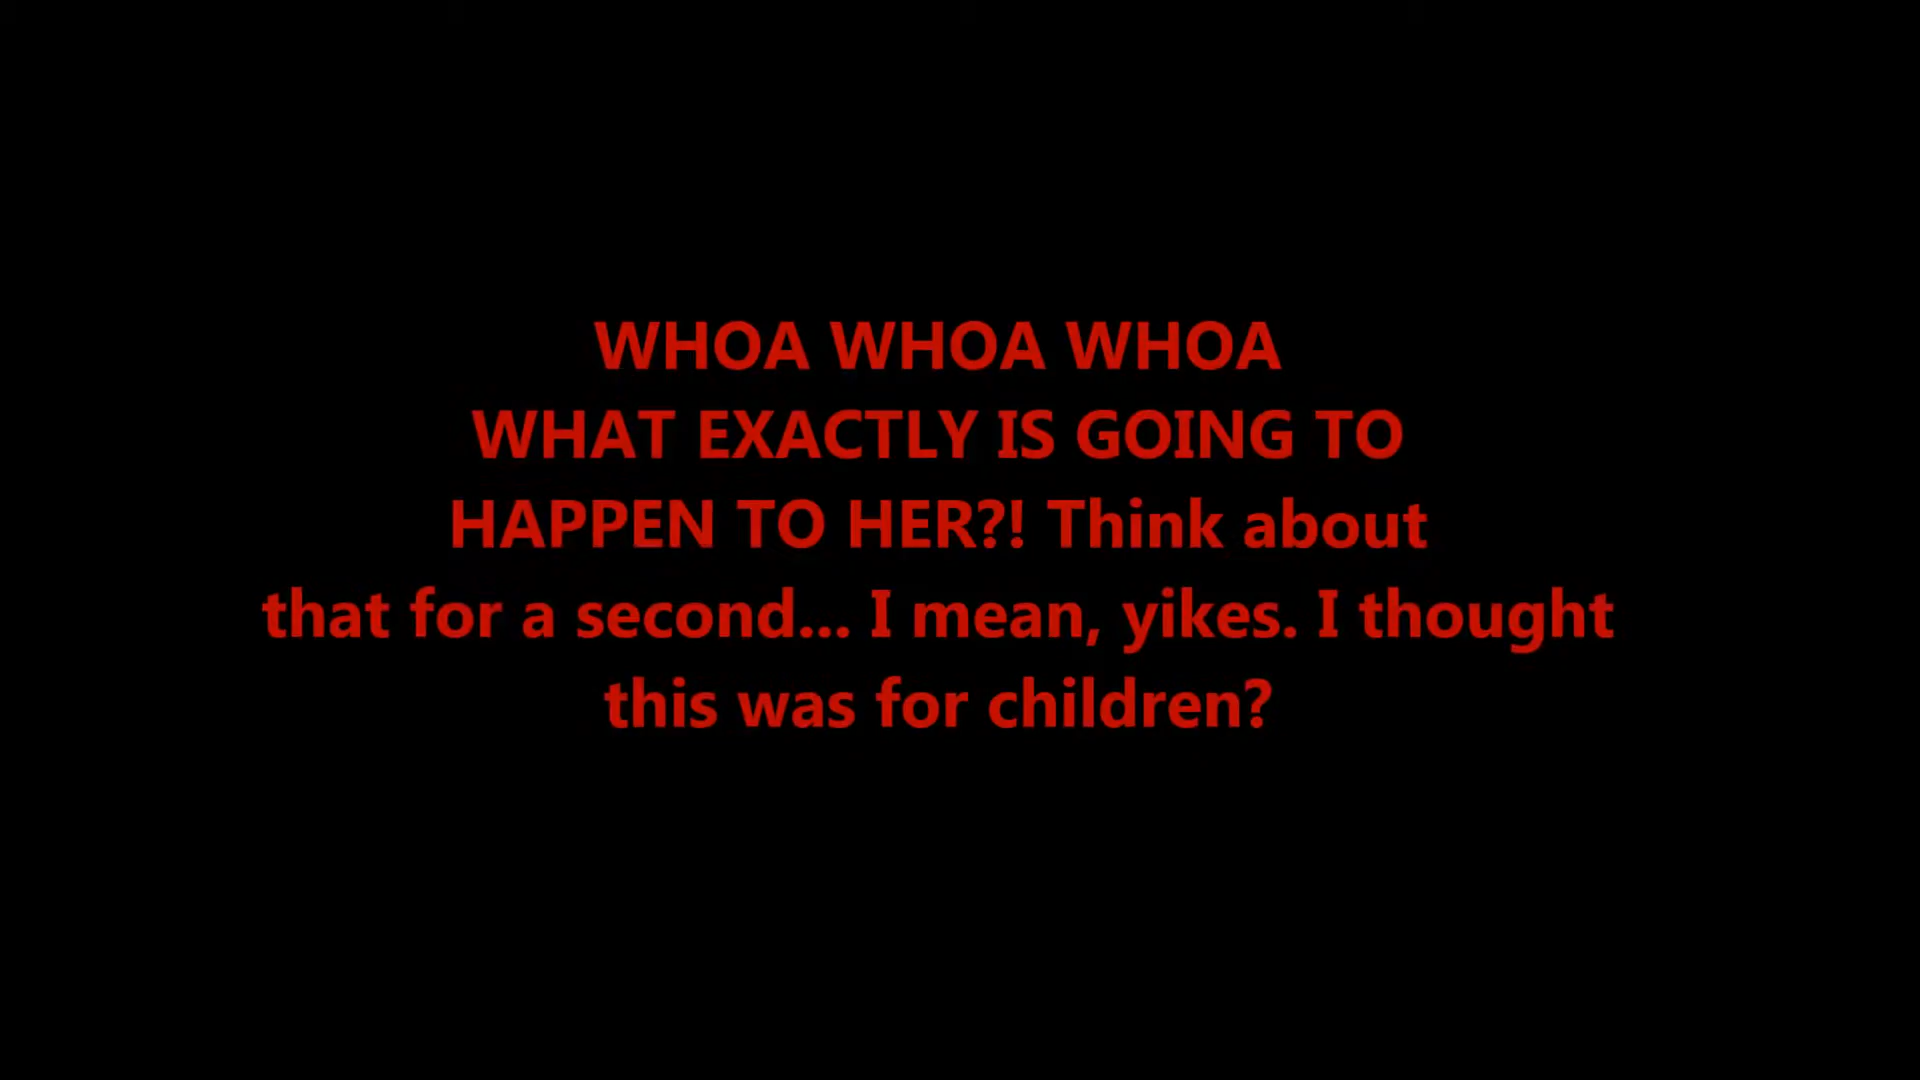 WHOA WHOA WHOA
WHAT EXACTLY IS GOING TO
HAPPEN TO HER?! Think about
that for a second... I mean, yikes. I thought
this was for children?